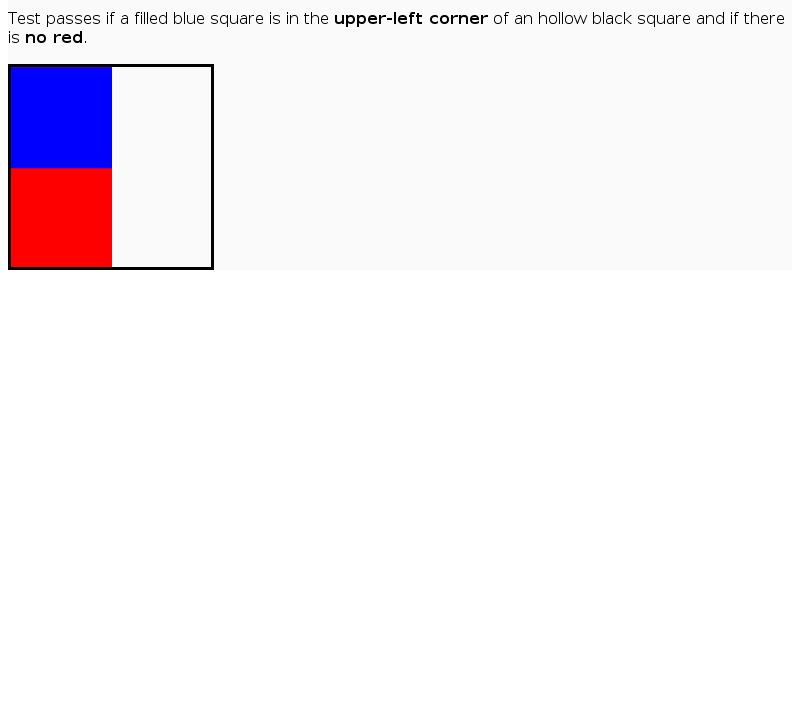 Test passes if a filled blue square is in the upper-left corner of an hollow black square and if there
is no red.